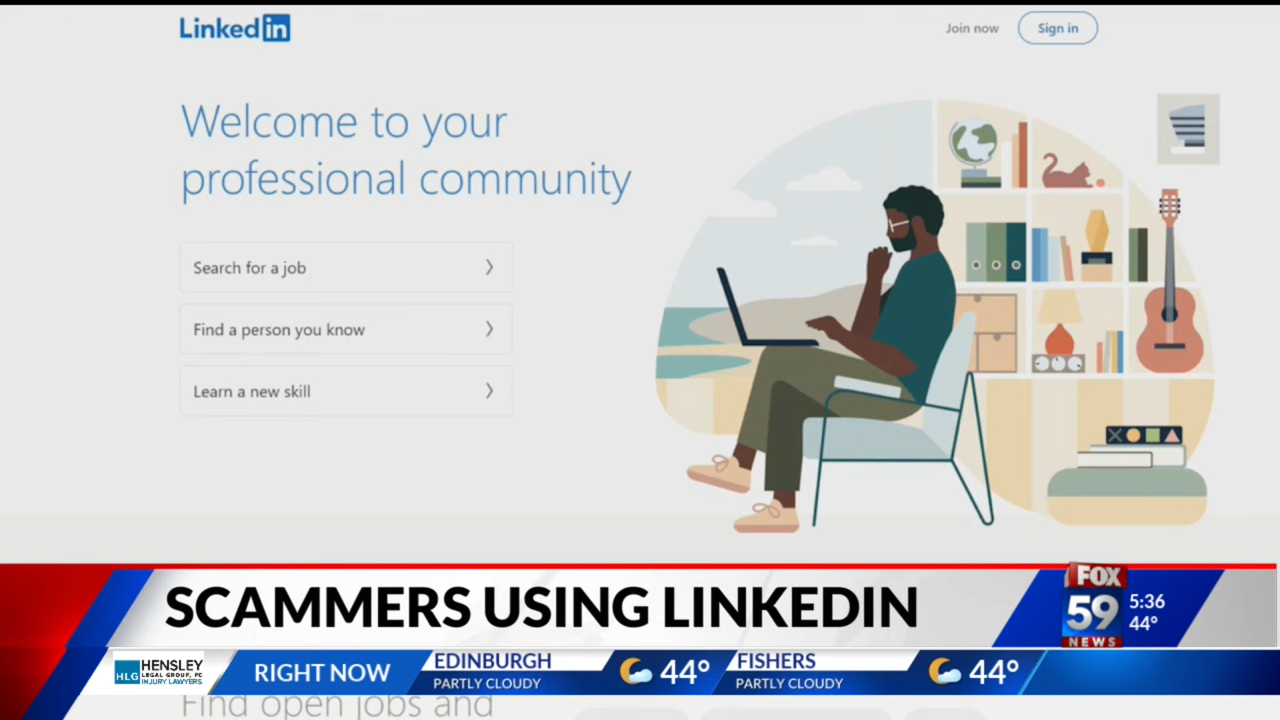 Linked in
Join now
Sign in
Welcome to your
professional community
Search for a job
Find a person you know
Learn a new skill
SCAMMERS USING LINKEDIN
FOX
59
NEWS
5:36
44°
HLG
HENSLEY
LEGAL GROUP, PC
INJURY LAWYERS
RIGHT NOW
EDINBURGH
PARTLY CLOUDY
44°
FISHERS
PARTLY CLOUDY
44°
Find open jobs and